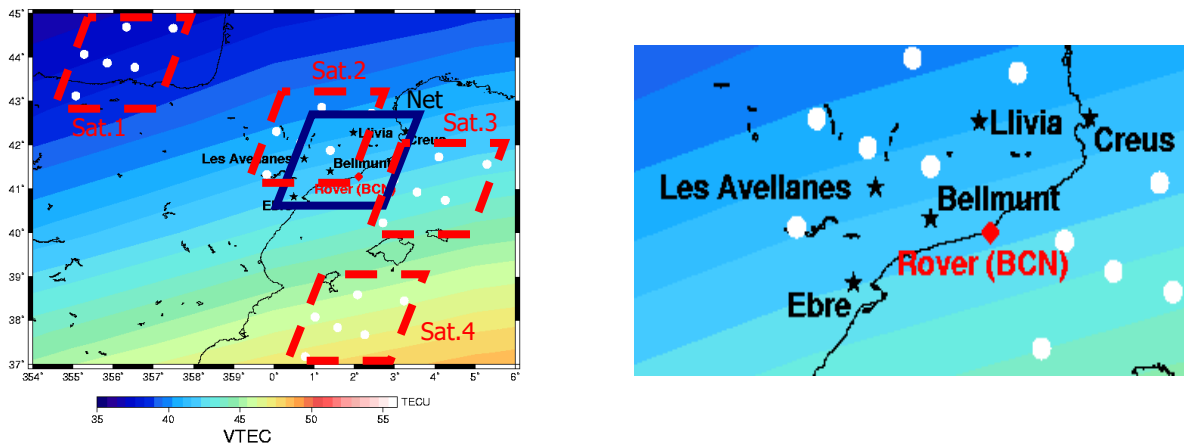 45°
44°
43°
42°
41°
40°
39°
38°
37°
354°
355°
356°
357°
358°
359°
0°
1°
2°
3°
4°
5°
6°
Sat.1
Sat.2
Net
Sat.3
Llivia
Creus
Les Avellanes
Bellmunt
Rover (BCN)
Sat.4
35
40
45
50
55
TECU
VTEC
Llivia
Creus
Les Avellanes
Bellmunt
Rover (BCN)
Ebre